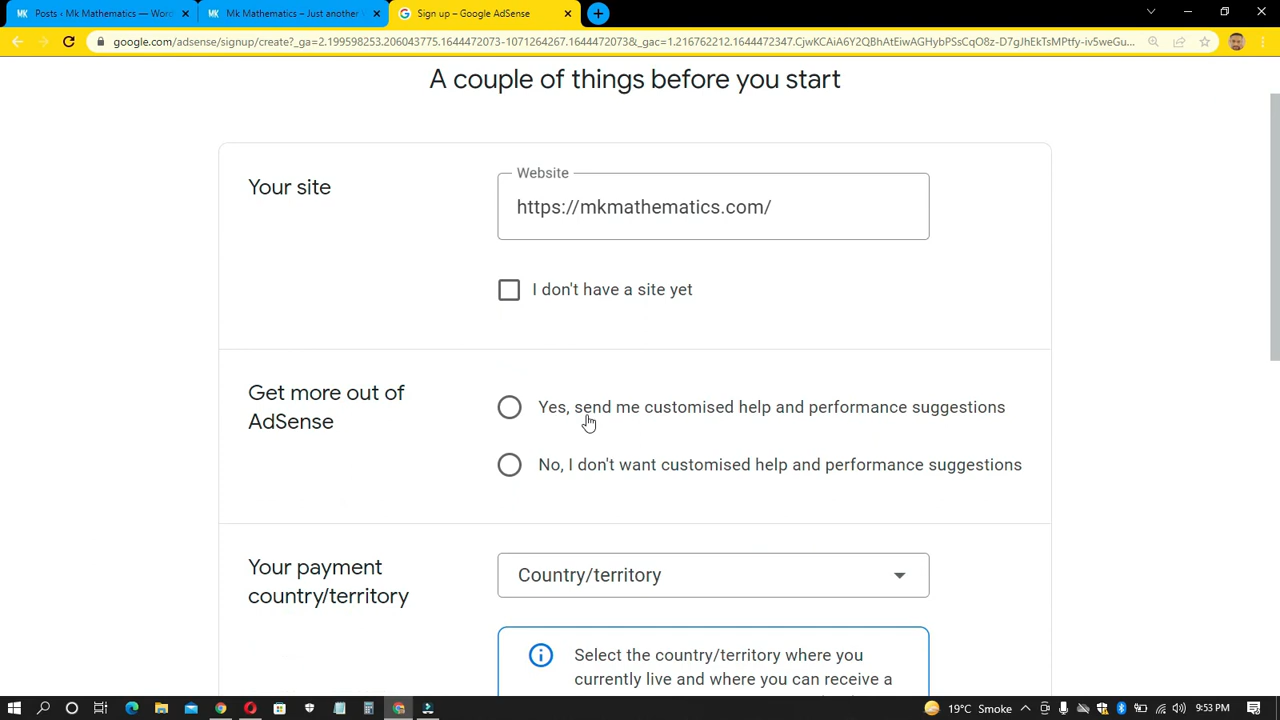 Posts ‹ Mk Mathematics — Word
Mk Mathematics – Just another
Sign up – Google AdSense
google.com/adsense/signup/create?_ga=2.199598253.206043775.1644472073-1071264267.1644472073&_gac=1.216762212.1644472347.CjwKCAiA6Y2QBhAtEiwAGHybPSsCqO8z-D7gJhEkTsMPtfy-iv5weGu...
A couple of things before you start
Your site
Website
https://mkmathematics.com/
I don't have a site yet
Get more out of
AdSense
Yes, send me customised help and performance suggestions
No, I don't want customised help and performance suggestions
Your payment
country/territory
Country/territory
Select the country/territory where you
currently live and where you can receive a
19°C Smoke
9:53 PM